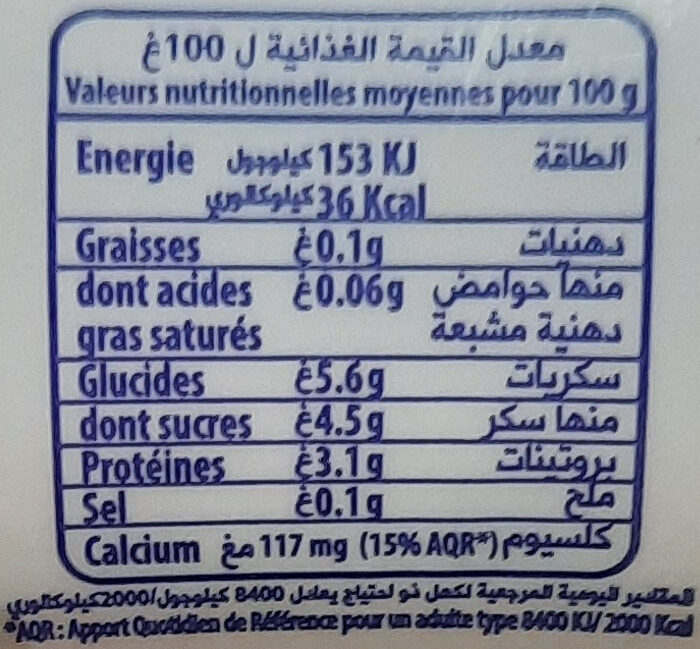 معدل القيمة الغذائية ل 100غ
Valeurs nutritionnelles moyennes pour 100 g
Energie كيلوجول 153 KJ الطاقة
كيلوكالوري 36 Kcal
Graisses غ0.1g دهنيات
dont acides غ0.06g منها حوامض
gras saturés دهنية مشبعة
Glucides غ5.6g سكريات
dont sucres غ4.5g منها سكر
Protéines غ3.1g بروتينات
Sel غ0.1g ملح
Calcium مغ 117 mg (15% AQR*) كلسيوم
المقادير اليومية المرجعية لكهل ذو احتياج يعادل 8400 كيلوجول/2000كيلوكالوري
*AQR : Apport Quotidien de Référence pour un adulte type 8400 KJ/ 2000 Kcal